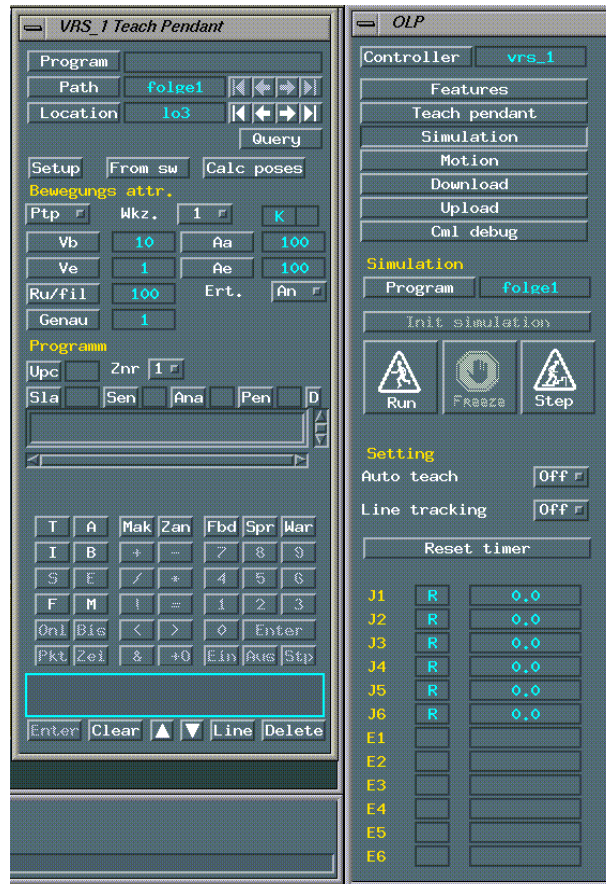 VRS_1 Teach Pendant
Program
Path folge1
Location lo3
Query
Setup From sw Calc poses
Bewegungs attr.
Ptp Wkz. 1 K
Vb 10 Aa 100
Ve 1 Ae 100
Ru/fil 100 Ert. An
Genau 1
Programm
Upc Znr 1
Sla Sen Ana Pen D
T A Mak Zan Fbd Spr War
I B + - 7 8 9
S E / * 4 5 6
F M ! = 1 2 3
Onl Bis < > 0 Enter
Pkt Zei & +0 Ein Aus Stp
Enter Clear Line Delete
OLP
Controller vrs_1
Features
Teach pendant
Simulation
Motion
Download
Upload
Cml debug
Simulation
Program folge1
Init simulation
Run Freeze Step
Setting
Auto teach Off
Line tracking Off
Reset timer
J1 R 0.0
J2 R 0.0
J3 R 0.0
J4 R 0.0
J5 R 0.0
J6 R 0.0
E1
E2
E3
E4
E5
E6